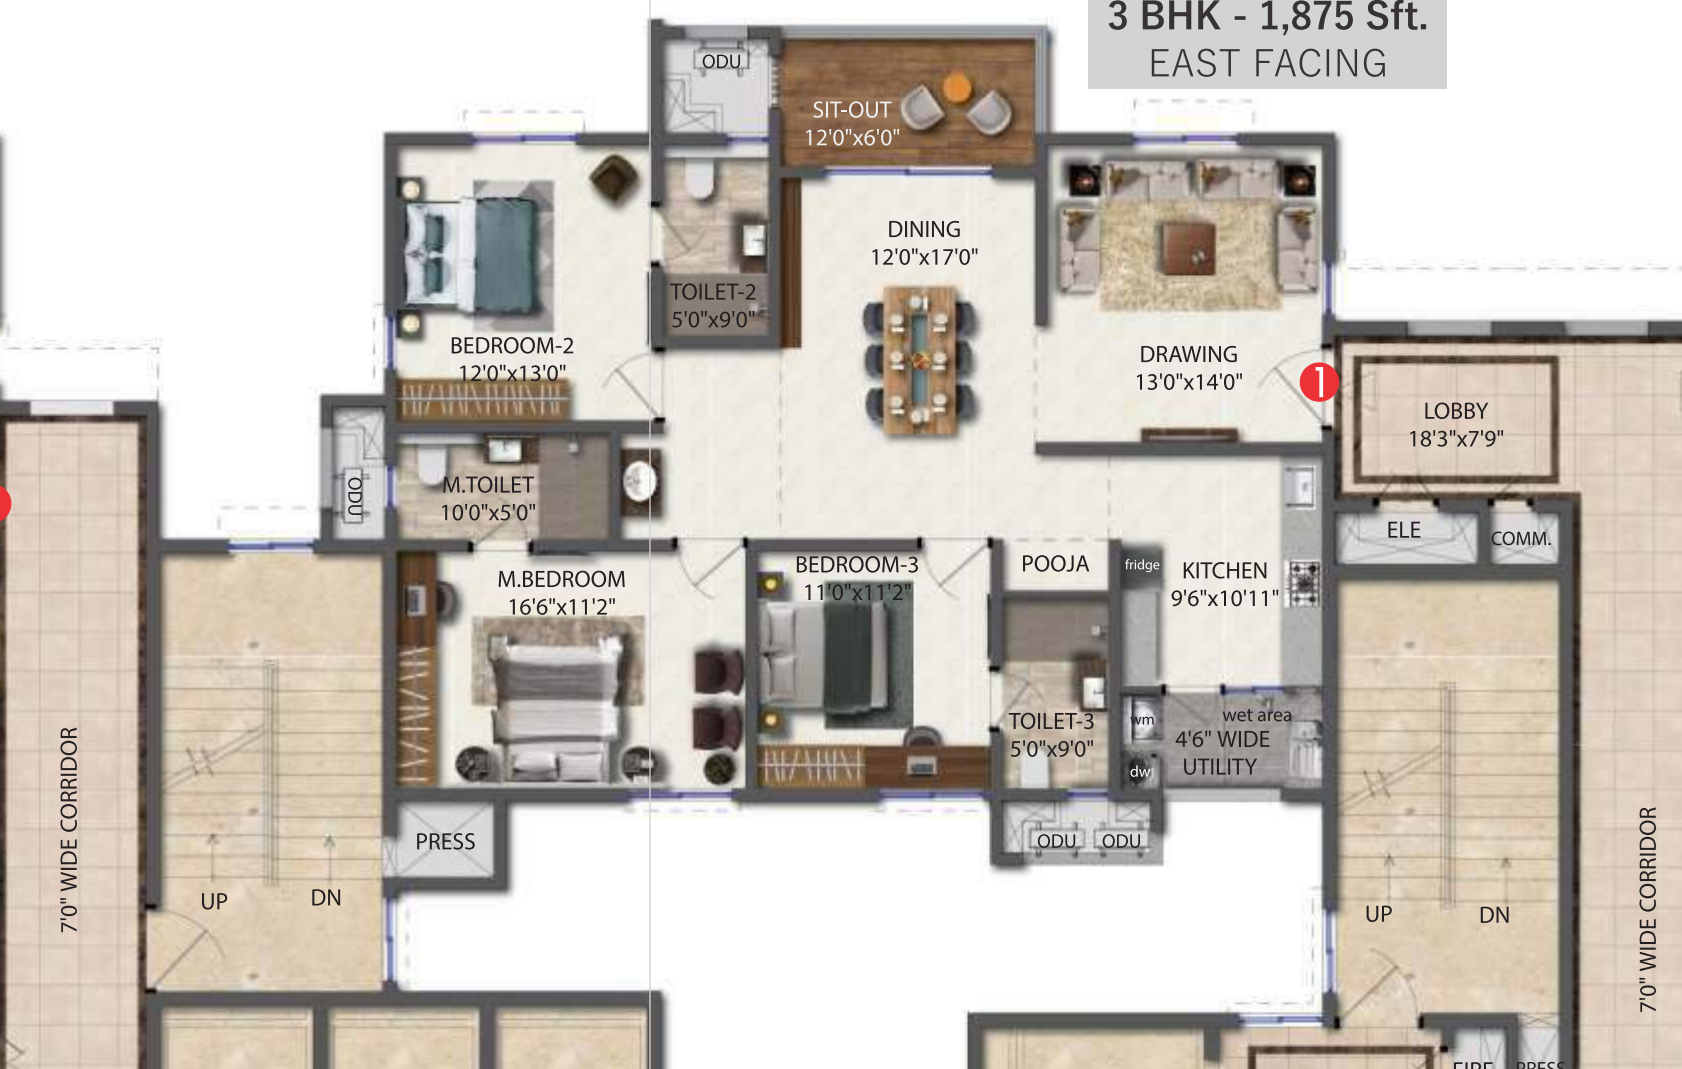 3 BHK - 1,875 Sft.
EAST FACING
ODU
SIT-OUT
12'0"x6'0"
DINING
12'0"x17'0"
TOILET-2
5'0"x9'0"
BEDROOM-2
12'0"x13'0"
DRAWING
13'0"x14'0"
1
LOBBY
18'3"x7'9"
ODU
M.TOILET
10'0"x5'0"
ELE
COMM.
M.BEDROOM
16'6"x11'2"
BEDROOM-3
11'0"x11'2"
POOJA
fridge
KITCHEN
9'6"x10'11"
TOILET-3
5'0"x9'0"
wm
wet area
4'6" WIDE
UTILITY
dw
PRESS
ODU
ODU
7'0" WIDE CORRIDOR
UP
DN
UP
DN
7'0" WIDE CORRIDOR
FIRE
PRESS